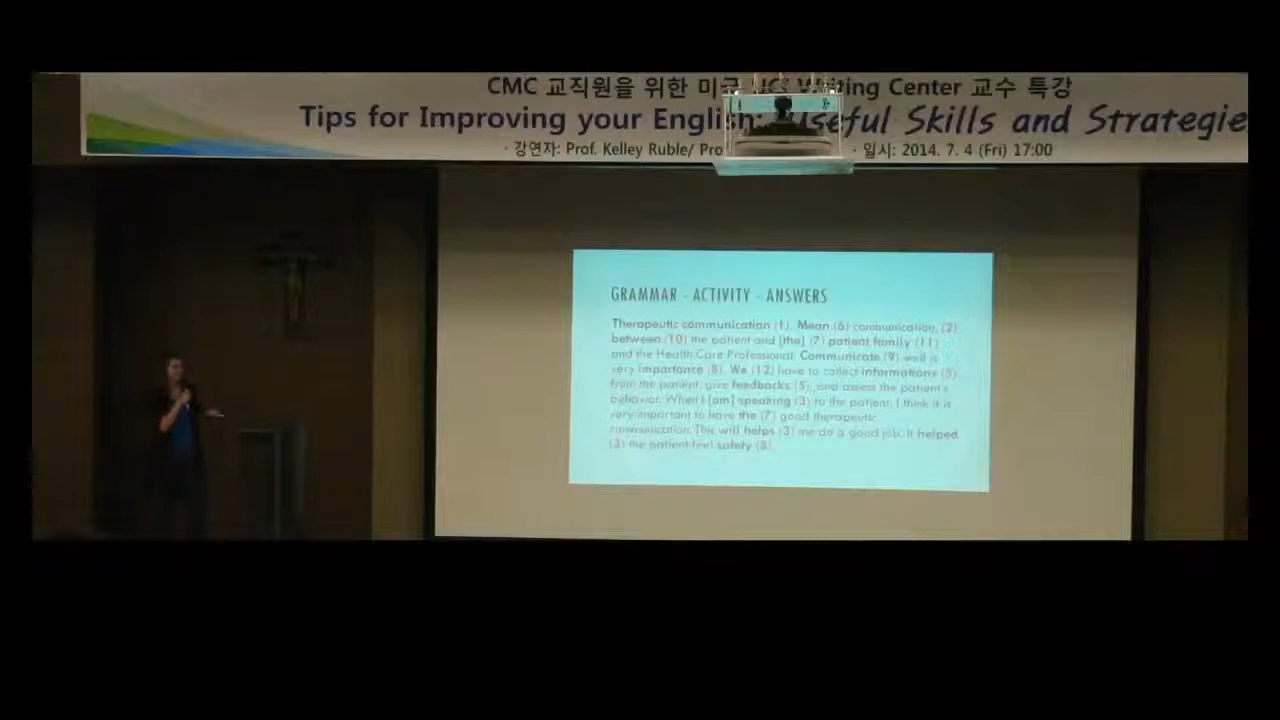 CMC 교직원을 위한 미국 UCI Writing Center 교수 특강
Tips for Improving your English: Useful Skills and Strategie
· 강연자: Prof. Kelley Ruble/ Pro · 일시: 2014. 7. 4 (Fri) 17:00
GRAMMAR - ACTIVITY - ANSWERS
Therapeutic communication (1). Mean (6) communication, (2)
between (10) the patient and [the] (7) patient family (11)
and the Health Care Professional. Communicate (9) well is
very importance (8). We (12) have to collect informations (5)
from the patient, give feedbacks (5), and assess the patient's
behavior. When I [am] speaking (3) to the patient, I think it is
very important to have the (7) good therapeutic
communication. This will helps (3) me do a good job. It helped
(3) the patient feel safely (8).